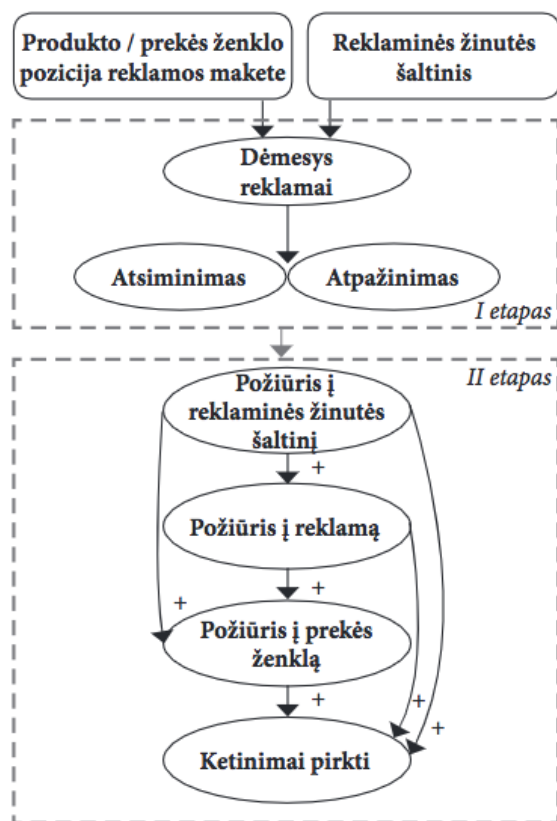 Produkto / prekės ženklo
pozicija reklamos makete
Reklaminės žinutės
šaltinis
Dėmesys
reklamai
Atsiminimas
Atpažinimas
I etapas
II etapas
Požiūris į
reklaminės žinutės
šaltinį
+
Požiūris į reklamą
+
+
Požiūris į prekės
ženklą
+
+
+
Ketinimai pirkti